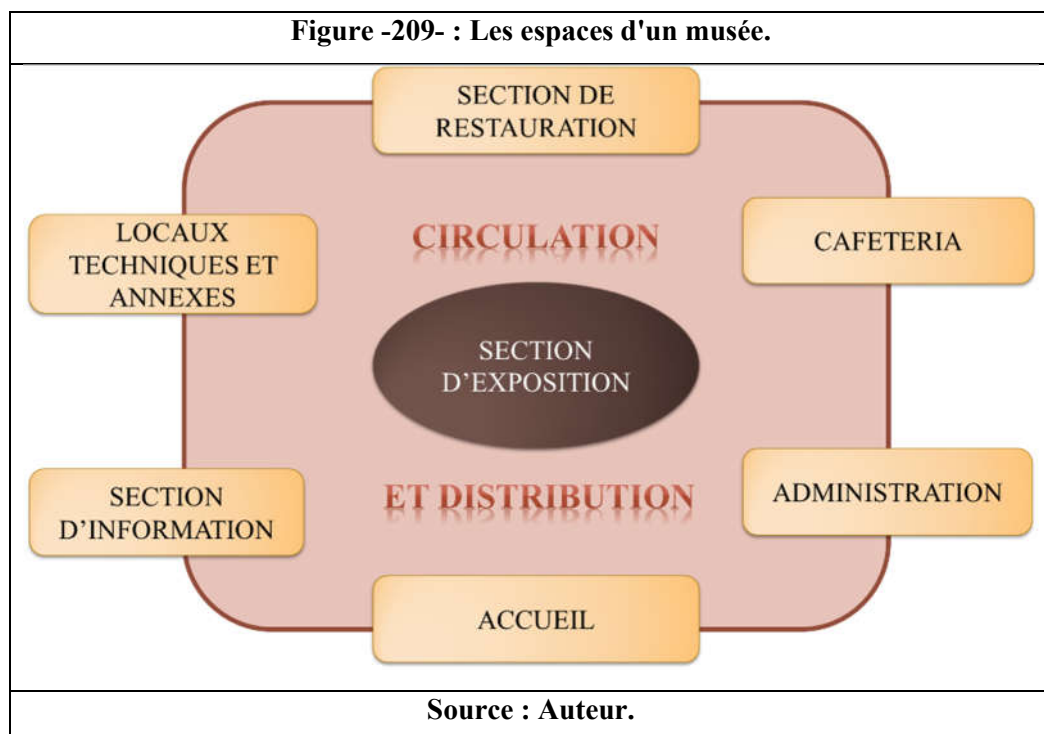 Figure -209- : Les espaces d'un musée.
SECTION DE
RESTAURATION
LOCAUX
TECHNIQUES ET
ANNEXES
CIRCULATION
CAFETERIA
SECTION
D’EXPOSITION
SECTION
D’INFORMATION
ET DISTRIBUTION
ADMINISTRATION
ACCUEIL
Source : Auteur.